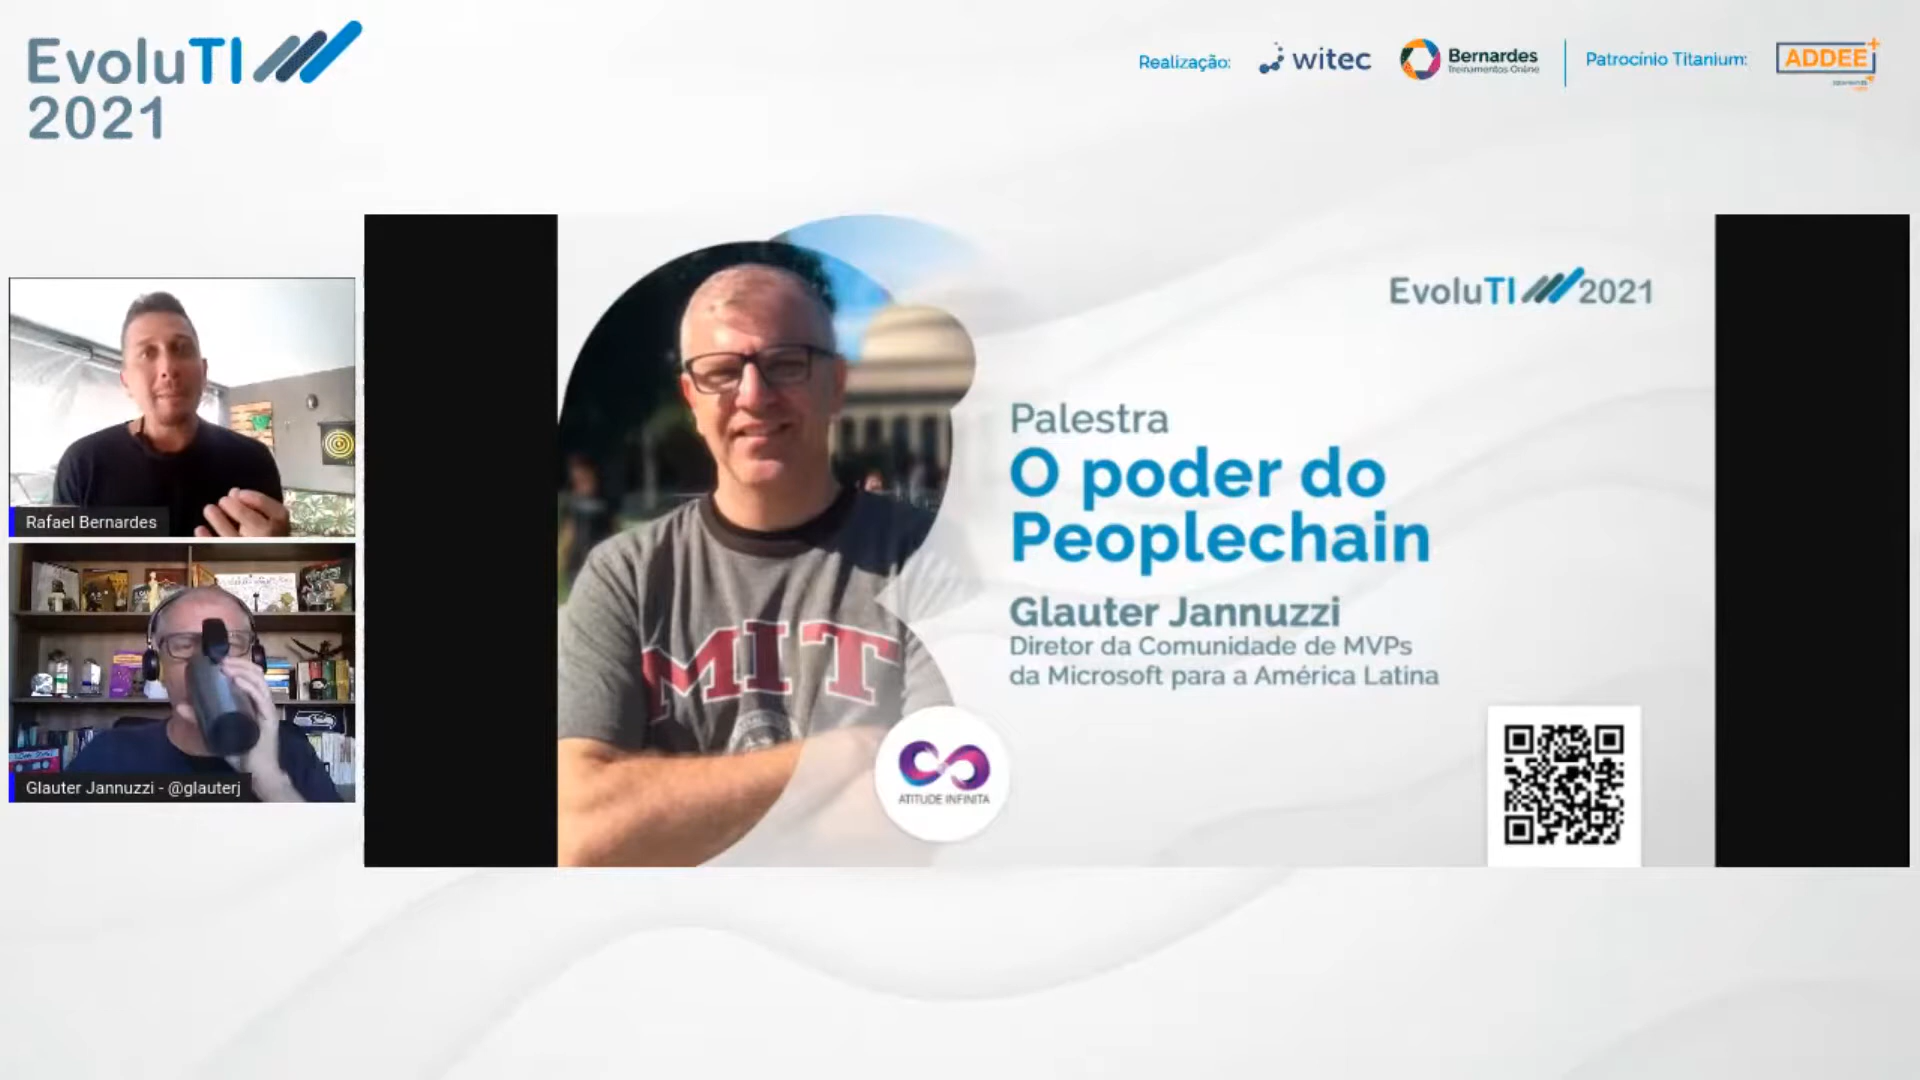 EvoluTI
2021
Realização:
witec
Bernardes
Treinamentos Online
Patrocínio Titanium:
ADDEE
EvoluTI 2021
Palestra
O poder do
Peoplechain
Glauter Jannuzzi
Diretor da Comunidade de MVPs
da Microsoft para a América Latina
MIT
ATITUDE INFINITA
Rafael Bernardes
Glauter Jannuzzi - @glauterj